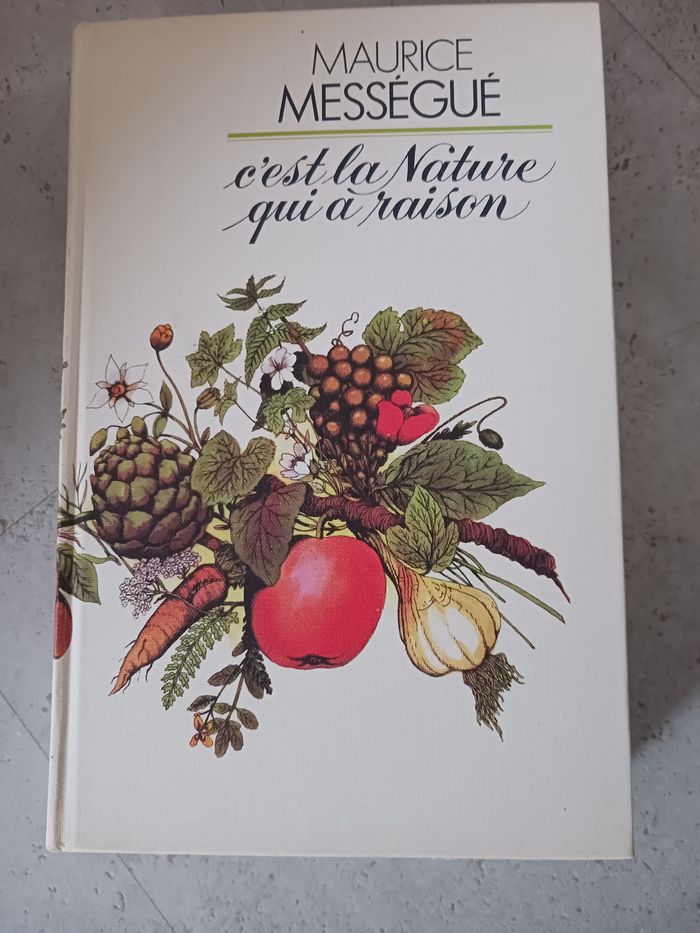 MAURICE
MESSÉGUÉ
c'est la Nature
qui à raison